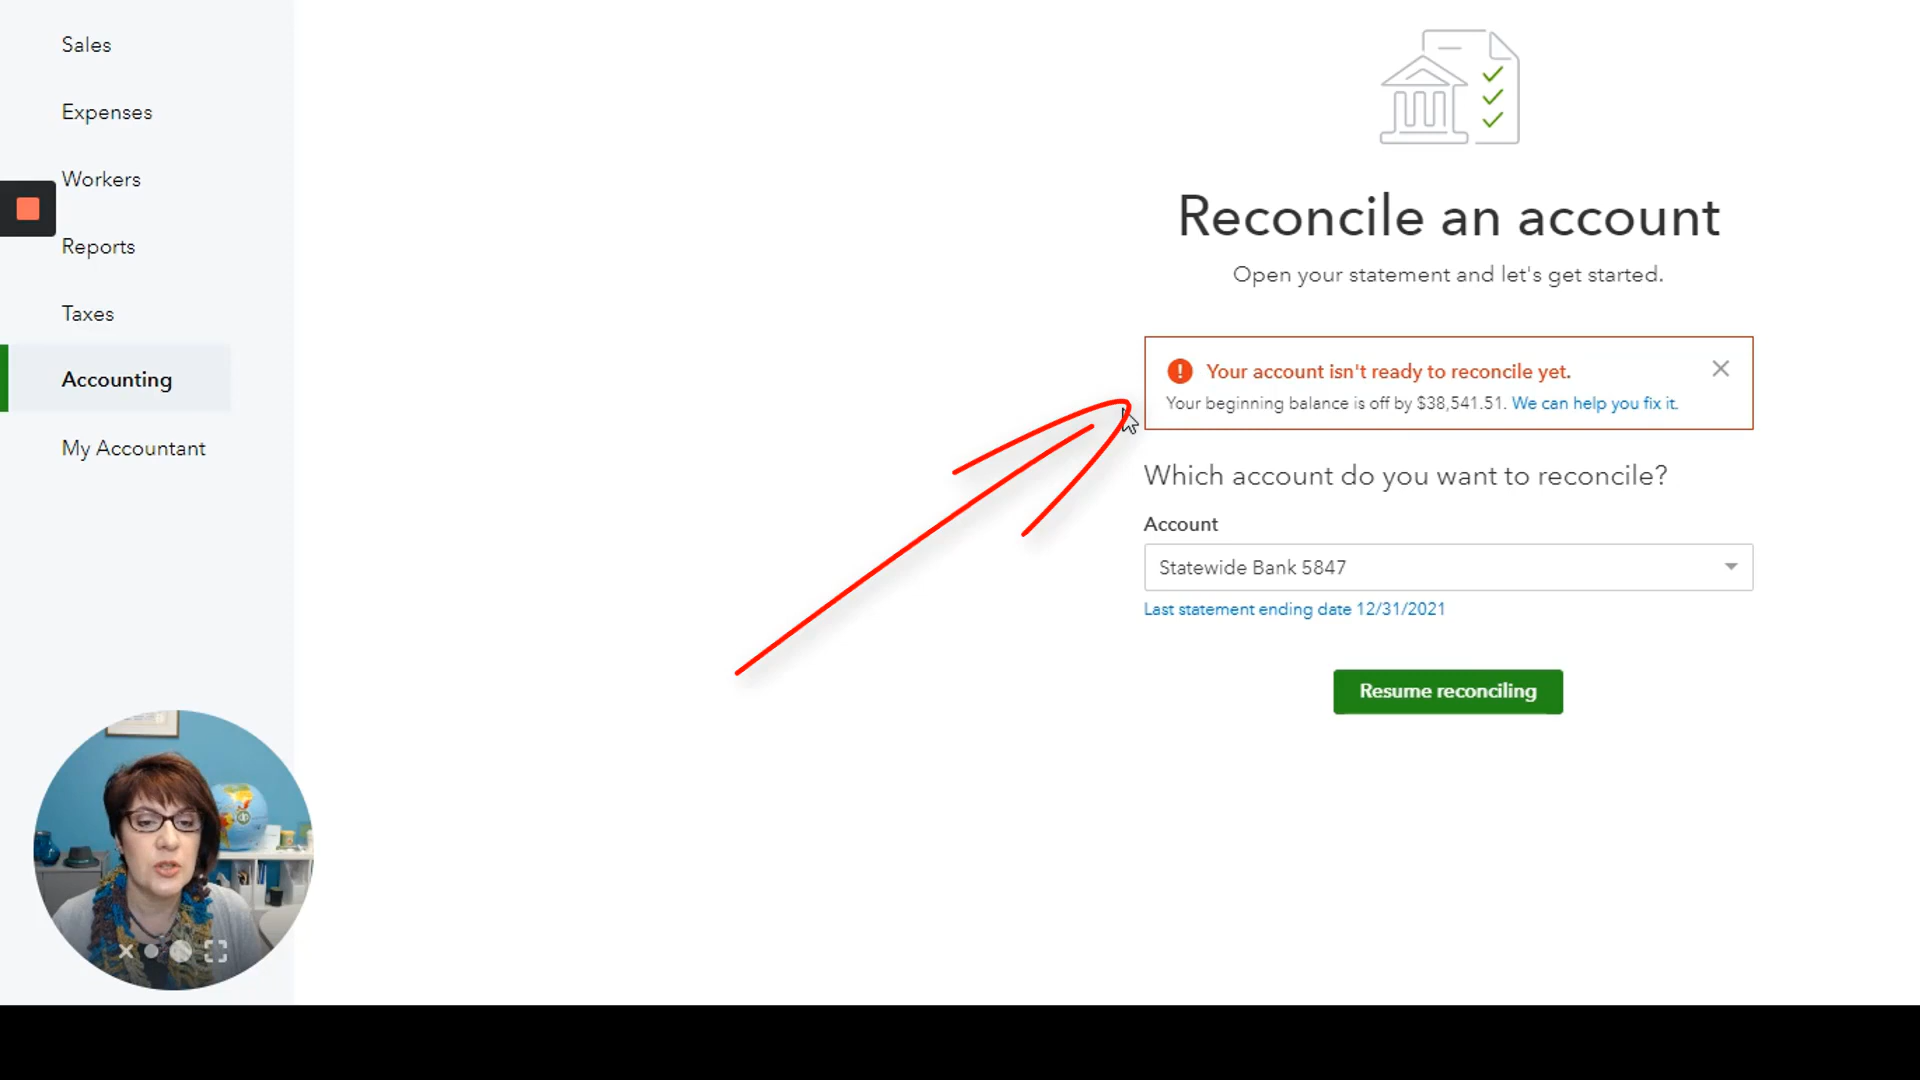 Sales
Expenses
Workers
Reports
Taxes
Accounting
My Accountant
Reconcile an account
Open your statement and let's get started.
Your account isn't ready to reconcile yet.
Your beginning balance is off by $38,541.51. We can help you fix it.
Which account do you want to reconcile?
Account
Statewide Bank 5847
Last statement ending date 12/31/2021
Resume reconciling